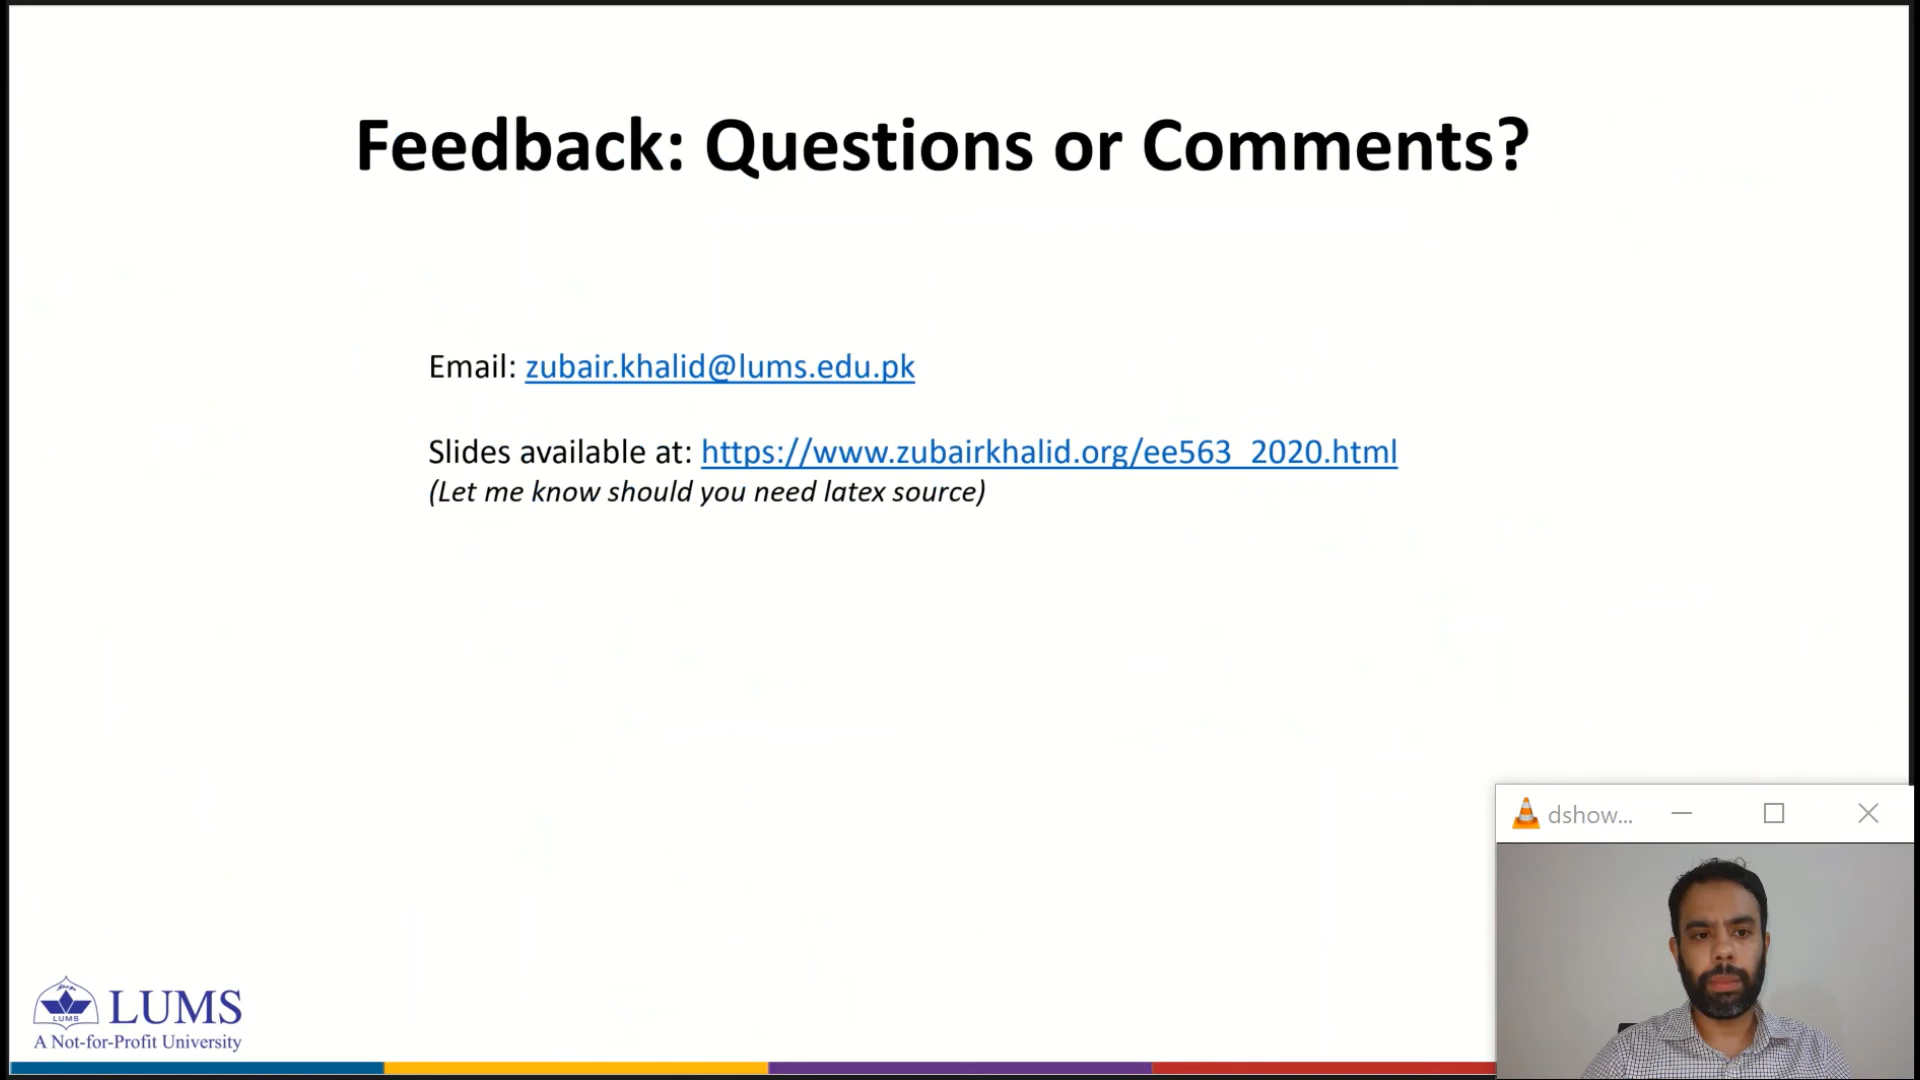 Feedback: Questions or Comments?
Email: zubair.khalid@lums.edu.pk
Slides available at: https://www.zubairkhalid.org/ee563_2020.html
(Let me know should you need latex source)
dshow...
LUMS
LUMS
A Not-for-Profit University